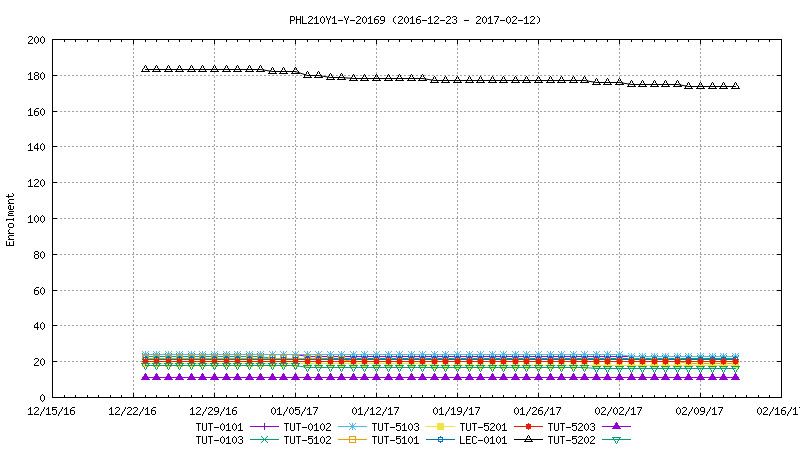 PHL210Y1-Y-20169 (2016-12-23 - 2017-02-12)
200
180
160
140
120
100
80
60
40
20
0
Enrolment
12/15/16 12/22/16 12/29/16 01/05/17 01/12/17 01/19/17 01/26/17 02/02/17 02/09/17 02/16/17
TUT-0101 TUT-0102 TUT-5103 TUT-5201 TUT-5203
TUT-0103 TUT-5102 TUT-5101 LEC-0101 TUT-5202